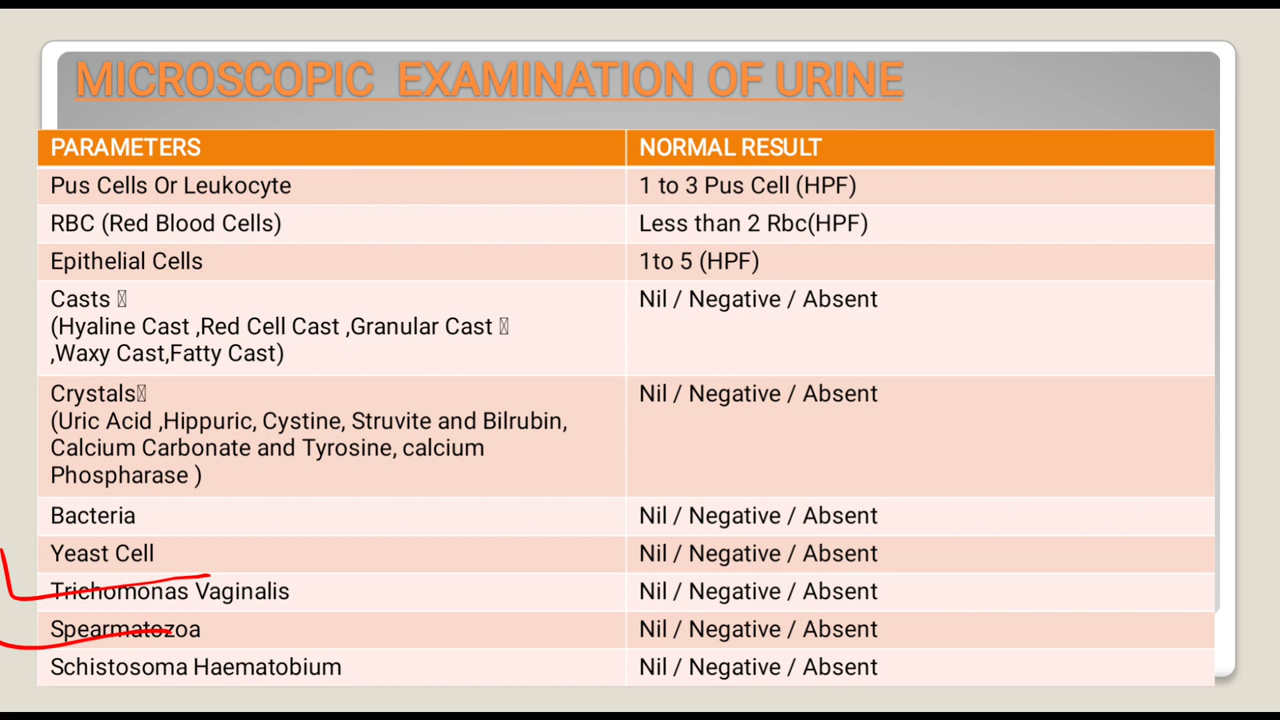 MICROSCOPIC EXAMINATION OF URINE
PARAMETERS NORMAL RESULT
Pus Cells Or Leukocyte 1 to 3 Pus Cell (HPF)
RBC (Red Blood Cells) Less than 2 Rbc(HPF)
Epithelial Cells 1to 5 (HPF)
Casts Nil / Negative / Absent
(Hyaline Cast ,Red Cell Cast ,Granular Cast
,Waxy Cast,Fatty Cast)
Crystals Nil / Negative / Absent
(Uric Acid ,Hippuric, Cystine, Struvite and Bilrubin,
Calcium Carbonate and Tyrosine, calcium
Phospharase )
Bacteria Nil / Negative / Absent
Yeast Cell Nil / Negative / Absent
Trichomonas Vaginalis Nil / Negative / Absent
Spearmatozoa Nil / Negative / Absent
Schistosoma Haematobium Nil / Negative / Absent